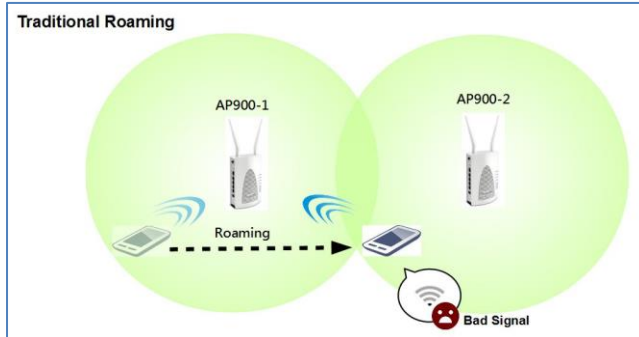 Traditional Roaming
AP900-1
AP900-2
Roaming
Bad Signal